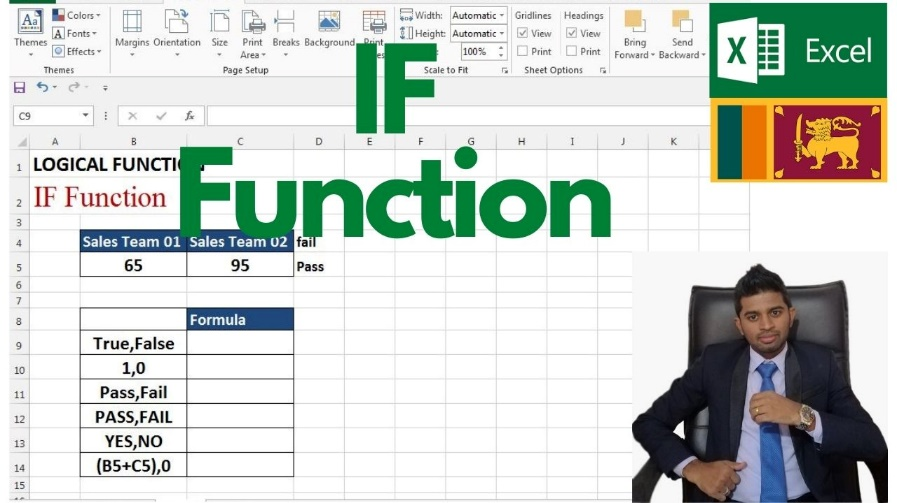 Colors
Fonts
Effects
Themes
Margins Orientation Size Print Area Breaks Background Print
Width: Automatic
Height: Automatic
100%
Gridlines Headings
View View
Print Print
Bring Forward Send Backward
Themes Page Setup Scale to Fit Sheet Options
Excel
IF
Function
C9 fx
A B C D E F G H I J K
1 LOGICAL FUNCTION
2 IF Function
3
4 Sales Team 01 Sales Team 02 fail
5 65 95 Pass
6
7
8 Formula
9 True,False
10 1,0
11 Pass,Fail
12 PASS,FAIL
13 YES,NO
14 (B5+C5),0
15